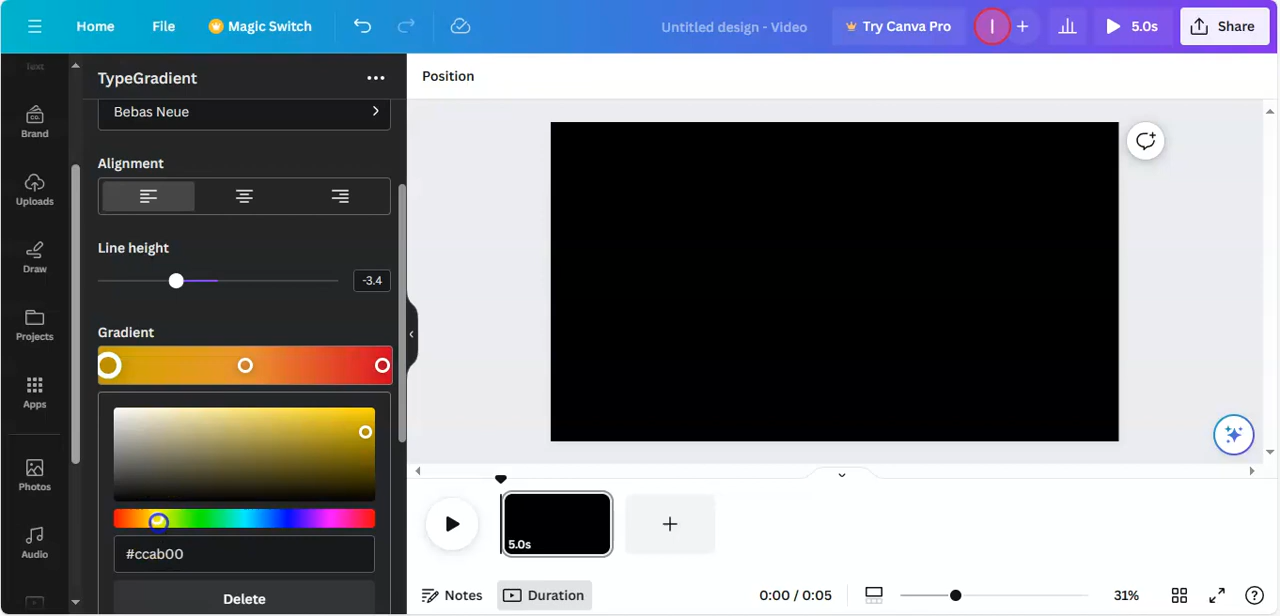 Home
File
Magic Switch
Untitled design - Video
Try Canva Pro
I
+
5.0s
Share
Text
Brand
Uploads
Draw
Projects
Apps
Photos
Audio
TypeGradient
Bebas Neue
Alignment
Line height
-3.4
Gradient
#ccab00
Delete
Position
5.0s
Notes
Duration
0:00 / 0:05
31%